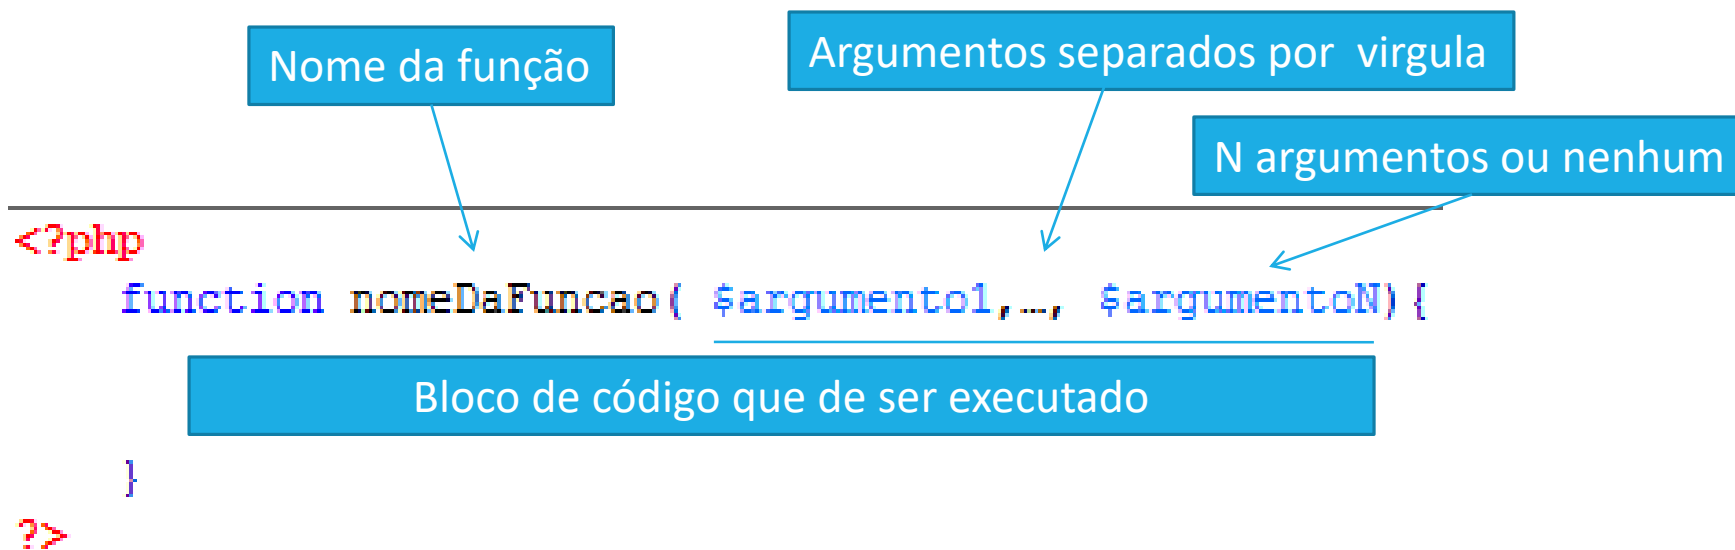 Nome da função
Argumentos separados por virgula
N argumentos ou nenhum
<?php
function nomeDaFuncao( $argumento1,…, $argumentoN){
Bloco de código que de ser executado
}
?>